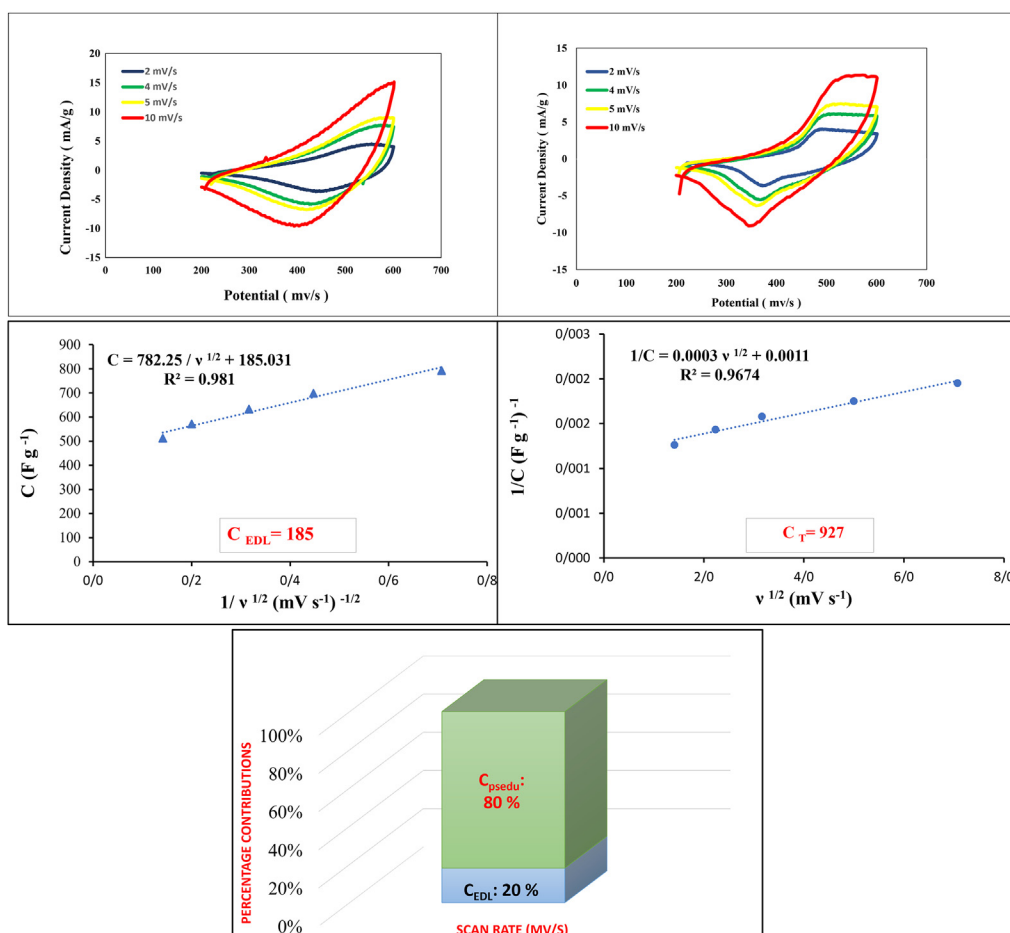 20
15
10
5
0
-5
-10
-15
0 100 200 300 400 500 600 700
Current Density ( mA/g )
Potential ( mv/s )
2 mV/s
4 mV/s
5 mV/s
10 mV/s
15
10
5
0
-5
-10
-15
0 100 200 300 400 500 600 700
Current Density ( mA/g )
Potential ( mv/s )
2 mV/s
4 mV/s
5 mV/s
10 mV/s
900
800
700
600
500
400
300
200
100
0
0/0 0/2 0/4 0/6 0/8
C (F g -1)
1/ ν 1/2 (mV s-1) -1/2
C = 782.25 / ν 1/2 + 185.031
R² = 0.981
C EDL= 185
0/003
0/002
0/002
0/001
0/001
0/000
0/0 2/0 4/0 6/0 8/
1/C (F g -1) -1
ν 1/2 (mV s-1)
1/C = 0.0003 ν 1/2 + 0.0011
R² = 0.9674
C T= 927
PERCENTAGE CONTRIBUTIONS
100%
80%
60%
40%
20%
0%
Cpsedu:
80 %
CEDL: 20 %
SCAN RATE (MV/S)